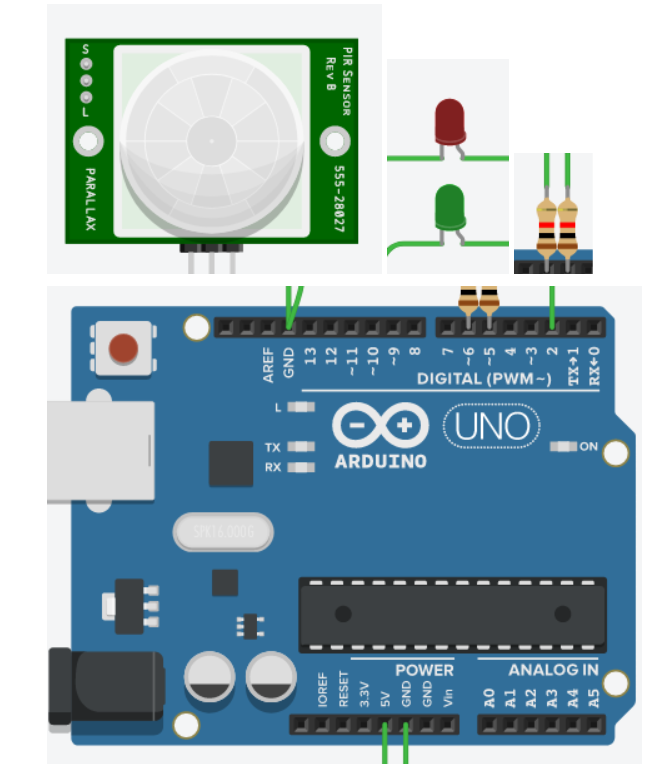 S
L
PIR SENSOR
REV B
PARALLAX
555-28027
AREF
GND
13
12
~11
~10
~9
8
7
~6
~5
4
~3
2
TX→1
RX←0
DIGITAL (PWM~)
L
TX
RX
ARDUINO
UNO
ON
SPK16.000G
POWER
ANALOG IN
IOREF
RESET
3.3V
5V
GND
GND
Vin
A0
A1
A2
A3
A4
A5